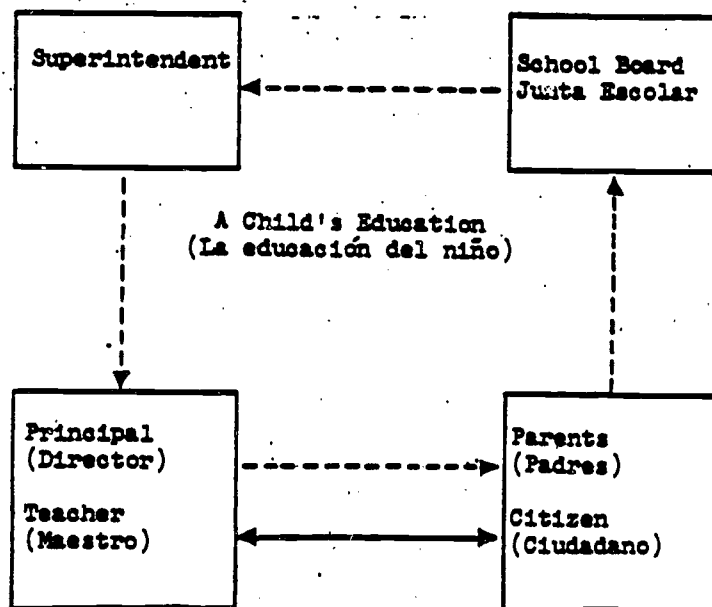 Superintendent
School Board
Junta Escolar
A Child's Education
(La educación del niño)
Principal
(Director)
Teacher
(Maestro)
Parents
(Padres)
Citizen
(Ciudadano)